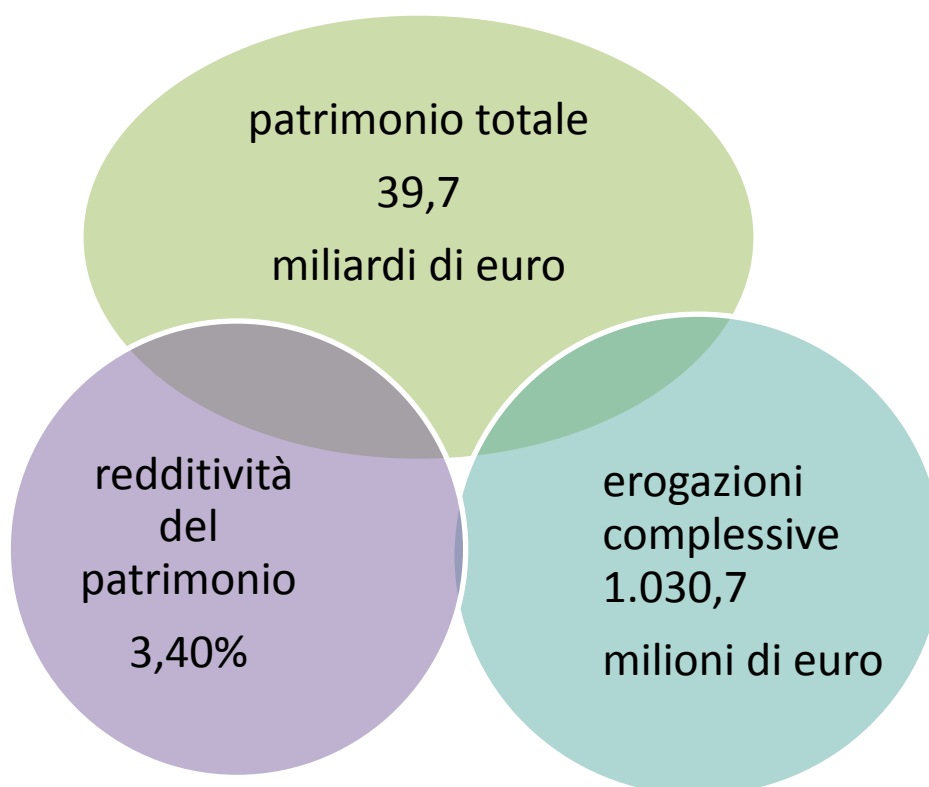 patrimonio totale
39,7
miliardi di euro
redditività
del
patrimonio
3,40%
erogazioni
complessive
1.030,7
milioni di euro